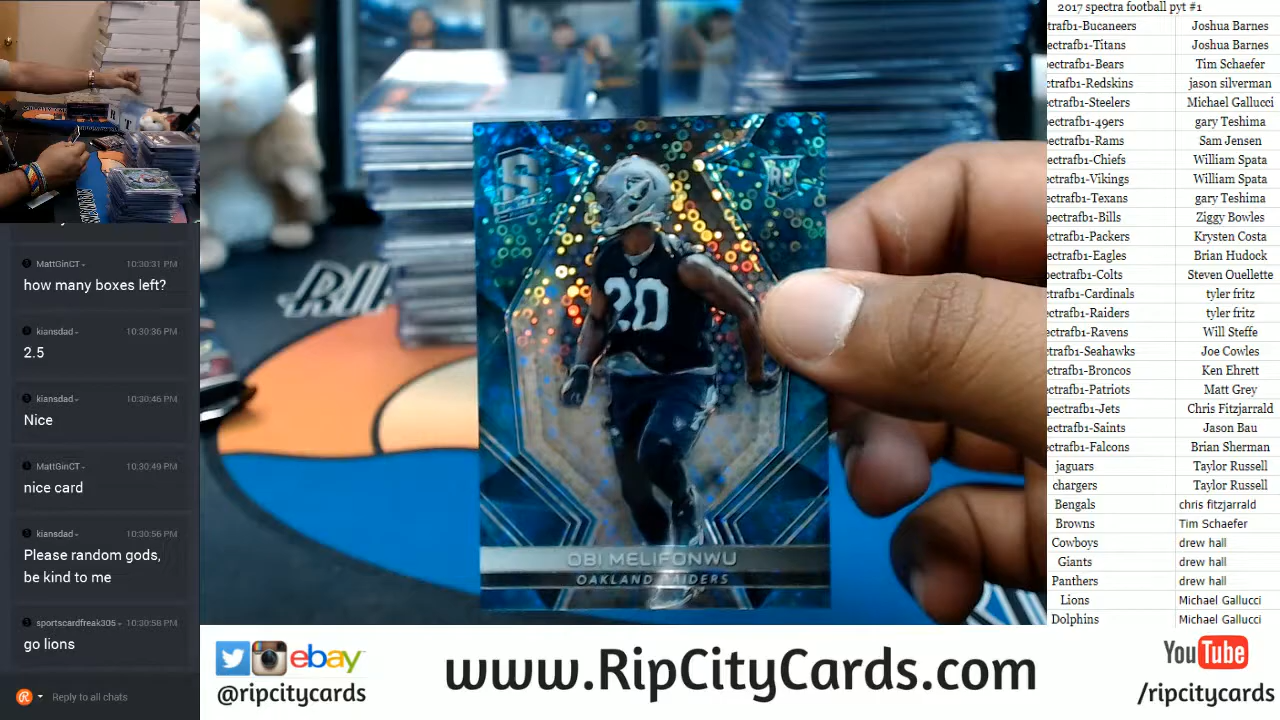 MattGinCT 10:30:31 PM
how many boxes left?
kiansdad 10:30:36 PM
2.5
kiansdad 10:30:46 PM
Nice
MattGinCT 10:30:49 PM
nice card
kiansdad 10:30:56 PM
Please random gods,
be kind to me
sportscardfreak305 10:30:58 PM
go lions
Reply to all chats
S
RC
20
OBI MELIFONWU
OAKLAND RAIDERS
2017 spectra football pyt #1
trafb1-Bucaneers Joshua Barnes
ectrafb1-Titans Joshua Barnes
pectrafb1-Bears Tim Schaefer
ectrafb1-Redskins jason silverman
ectrafb1-Steelers Michael Gallucci
ectrafb1-49ers gary Teshima
ectrafb1-Rams Sam Jensen
ectrafb1-Chiefs William Spata
ectrafb1-Vikings William Spata
ectrafb1-Texans gary Teshima
pectrafb1-Bills Ziggy Bowles
ectrafb1-Packers Krysten Costa
ectrafb1-Eagles Brian Hudock
pectrafb1-Colts Steven Ouellette
ctrafb1-Cardinals tyler fritz
ectrafb1-Raiders tyler fritz
ectrafb1-Ravens Will Steffe
ctrafb1-Seahawks Joe Cowles
ectrafb1-Broncos Ken Ehrett
ectrafb1-Patriots Matt Grey
pectrafb1-Jets Chris Fitzjarrald
ectrafb1-Saints Jason Bau
ectrafb1-Falcons Brian Sherman
jaguars Taylor Russell
chargers Taylor Russell
Bengals chris fitzjarrald
Browns Tim Schaefer
Cowboys drew hall
Giants drew hall
Panthers drew hall
Lions Michael Gallucci
Dolphins Michael Gallucci
ebay
@ripcitycards
www.RipCityCards.com
YouTube
/ripcitycards